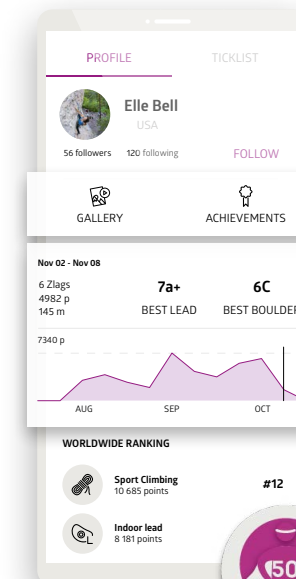 PROFILE TICKLIST
Elle Bell
USA
56 followers 120 following FOLLOW
GALLERY ACHIEVEMENTS
Nov 02 - Nov 08
6 Zlags
4982 p
145 m
7a+ 6C
BEST LEAD BEST BOULDER
7340 p
AUG SEP OCT
WORLDWIDE RANKING
Sport Climbing
10 685 points
#12
Indoor lead
8 181 points
50